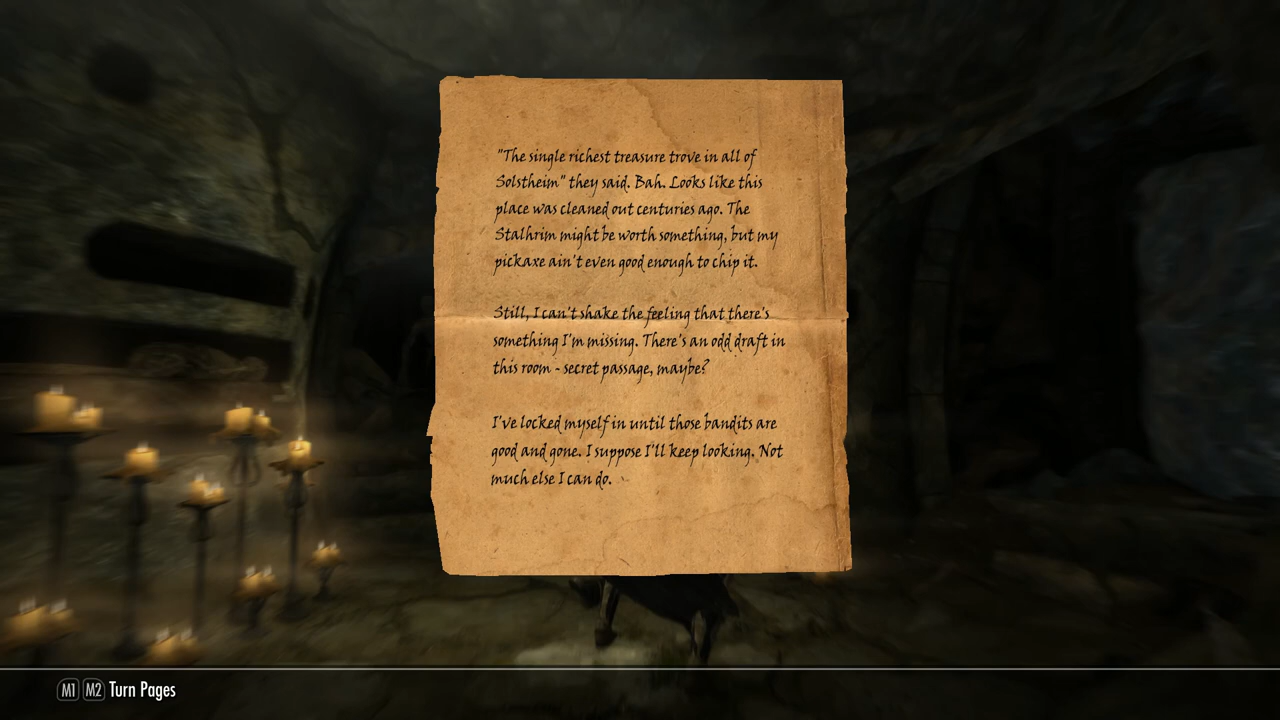 "The single richest treasure trove in all of
Solstheim" they said. Bah. Looks like this
place was cleaned out centuries ago. The
Stalhrim might be worth something, but my
pickaxe ain't even good enough to chip it.
Still, I can't shake the feeling that there's
something I'm missing. There's an odd draft in
this room - secret passage, maybe?
I've locked myself in until those bandits are
good and gone. I suppose I'll keep looking. Not
much else I can do.
M1 M2 Turn Pages